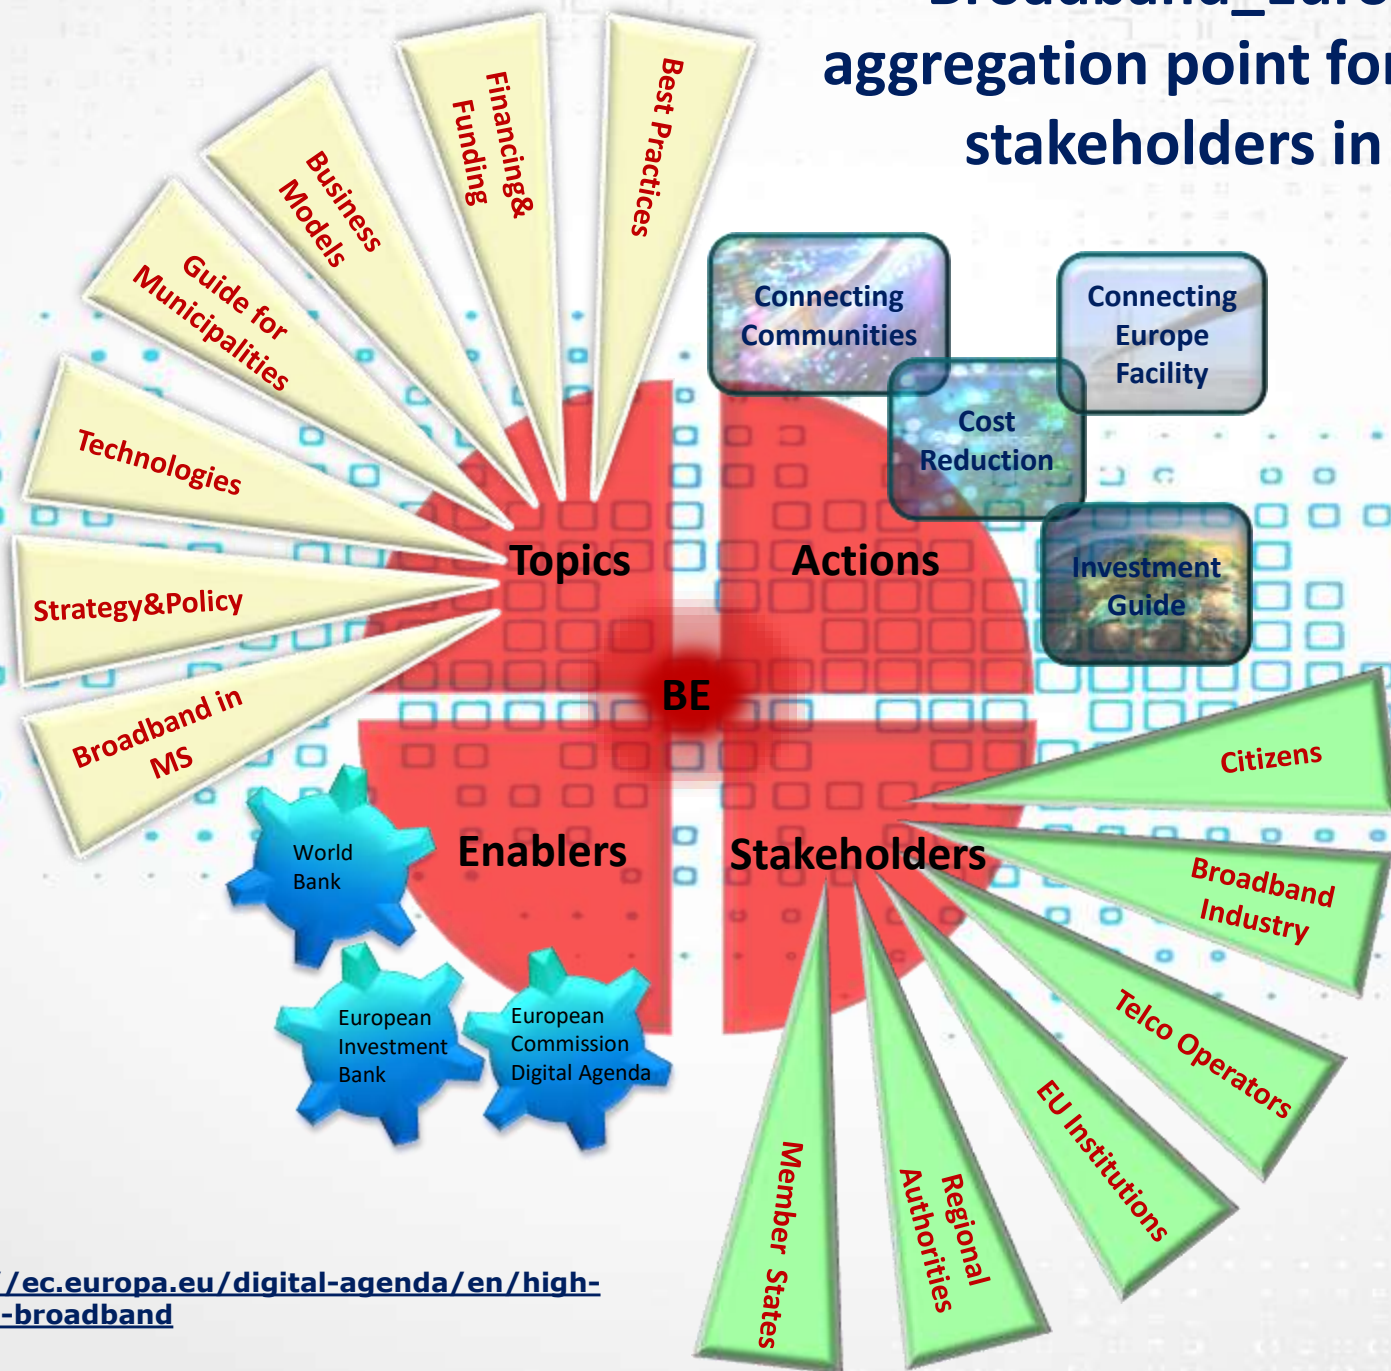 aggregation point for
stakeholders in
Best Practices
Financing&
Funding
Business
Models
Guide for
Municipalities
Technologies
Strategy&Policy
Broadband in
MS
Connecting
Communities
Connecting
Europe
Facility
Cost
Reduction
Investment
Guide
Topics
Actions
BE
Enablers
Stakeholders
World
Bank
European
Investment
Bank
European
Commission
Digital Agenda
Citizens
Broadband
Industry
Telco Operators
EU Institutions
Regional
Authorities
Member States
//ec.europa.eu/digital-agenda/en/high-
-broadband